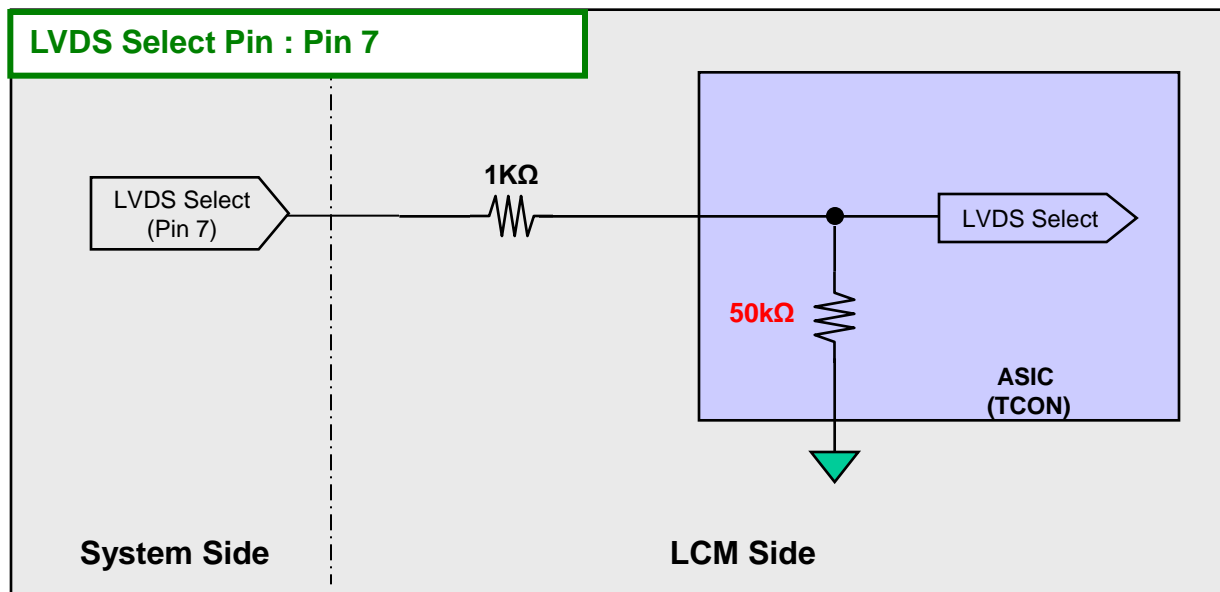 LVDS Select Pin : Pin 7
1KΩ
LVDS Select
(Pin 7)
LVDS Select
50kΩ
ASIC
(TCON)
System Side
LCM Side